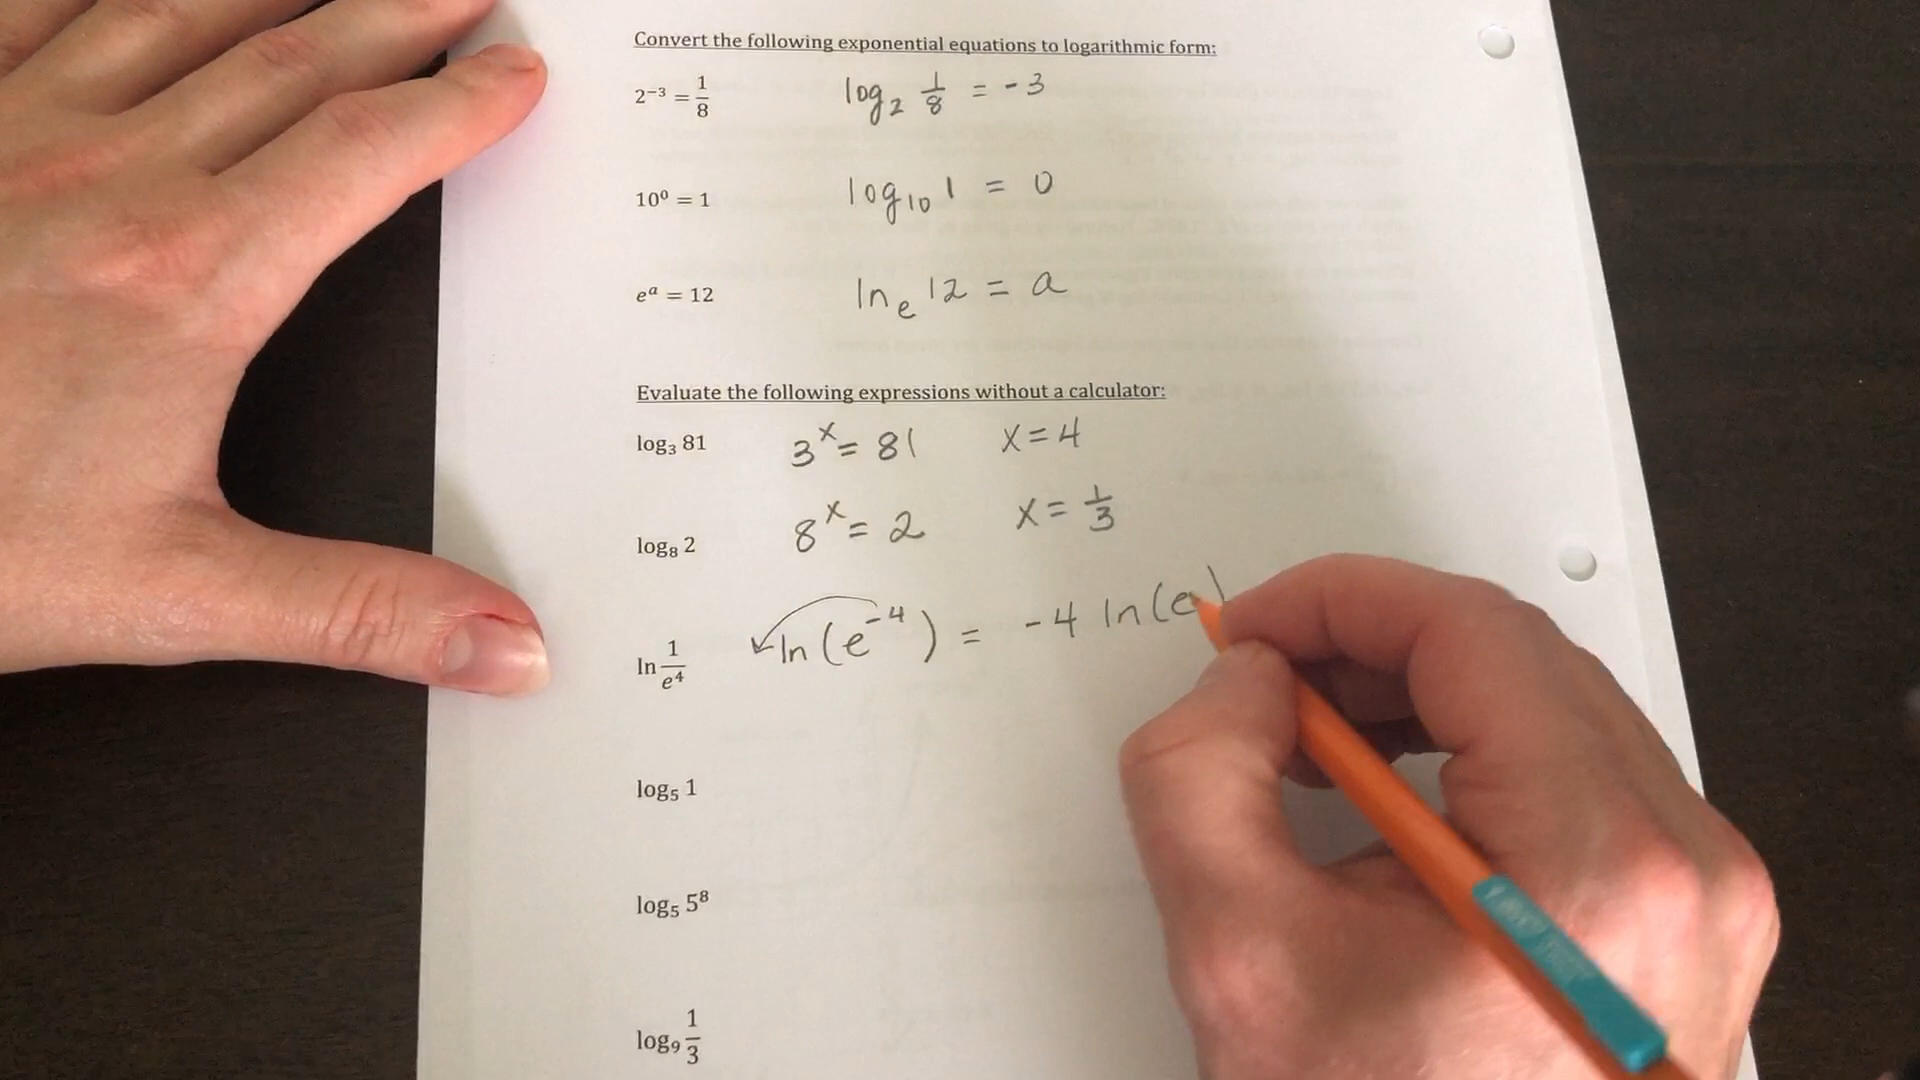 Convert the following exponential equations to logarithmic form:
2⁻³ = 1/8 log₂ 1/8 = -3
10⁰ = 1 log₁₀ 1 = 0
eᵃ = 12 lnₑ 12 = a
Evaluate the following expressions without a calculator:
log₃ 81 3ˣ = 81 x = 4
log₈ 2 8ˣ = 2 x = 1/3
ln 1/e⁴ ln(e⁻⁴) = -4 ln(e)
log₅ 1
log₅ 5⁸
log₉ 1/3